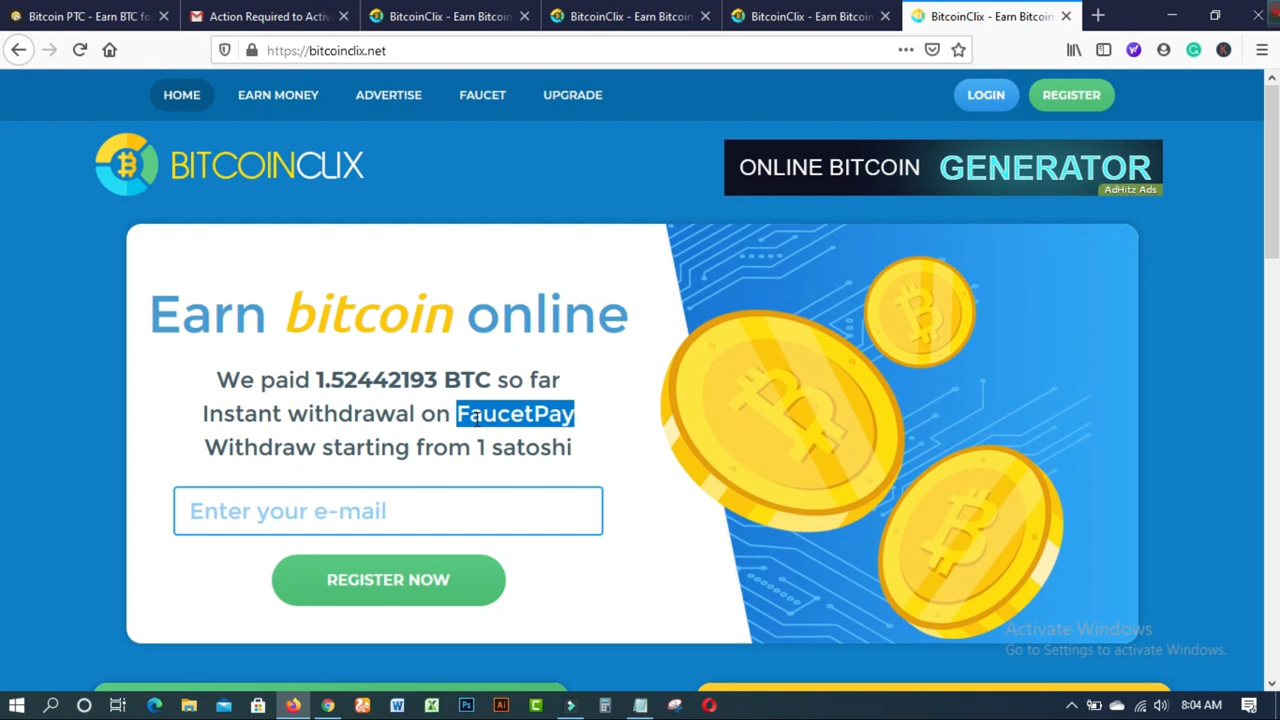 Bitcoin PTC - Earn BTC fo
Action Required to Activ
BitcoinClix - Earn Bitcoin
BitcoinClix - Earn Bitcoin
BitcoinClix - Earn Bitcoin
BitcoinClix - Earn Bitcoin
https://bitcoinclix.net
HOME
EARN MONEY
ADVERTISE
FAUCET
UPGRADE
LOGIN
REGISTER
BITCOINCLIX
ONLINE BITCOIN GENERATOR
AdHitz Ads
Earn bitcoin online
We paid 1.52442193 BTC so far
Instant withdrawal on FaucetPay
Withdraw starting from 1 satoshi
Enter your e-mail
REGISTER NOW
Activate Windows
Go to Settings to activate Windows.
8:04 AM